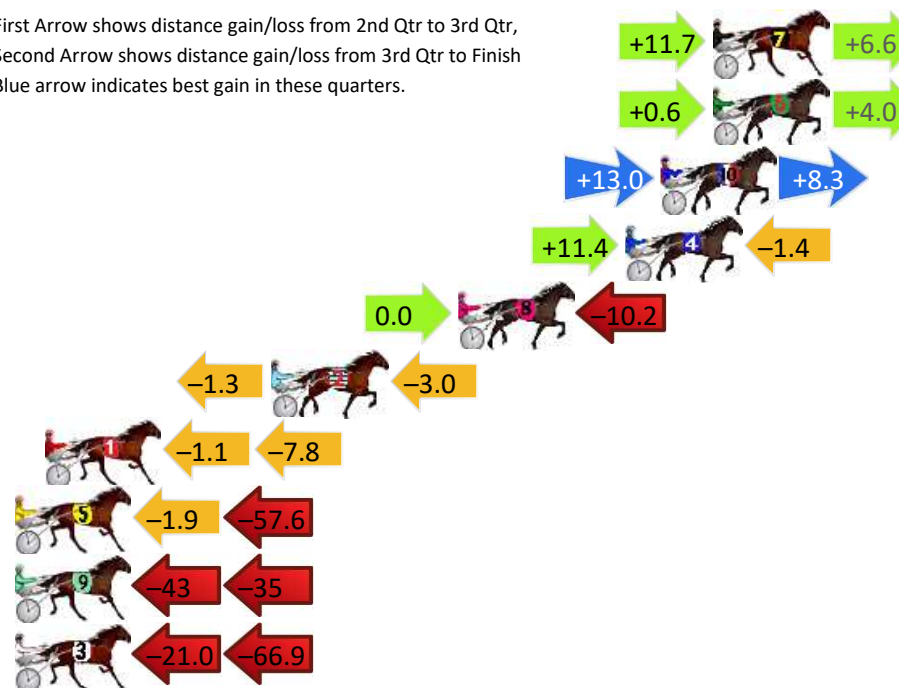 First Arrow shows distance gain/loss from 2nd Qtr to 3rd Qtr,
Second Arrow shows distance gain/loss from 3rd Qtr to Finish
Blue arrow indicates best gain in these quarters.
+11.7 7 +6.6
+0.6 +4.0
+13.0 10 +8.3
+11.4 4 –1.4
0.0 8 –10.2
–1.3 2 –3.0
1 –1.1 –7.8
5 –1.9 –57.6
9 –43 –35
3 –21.0 –66.9